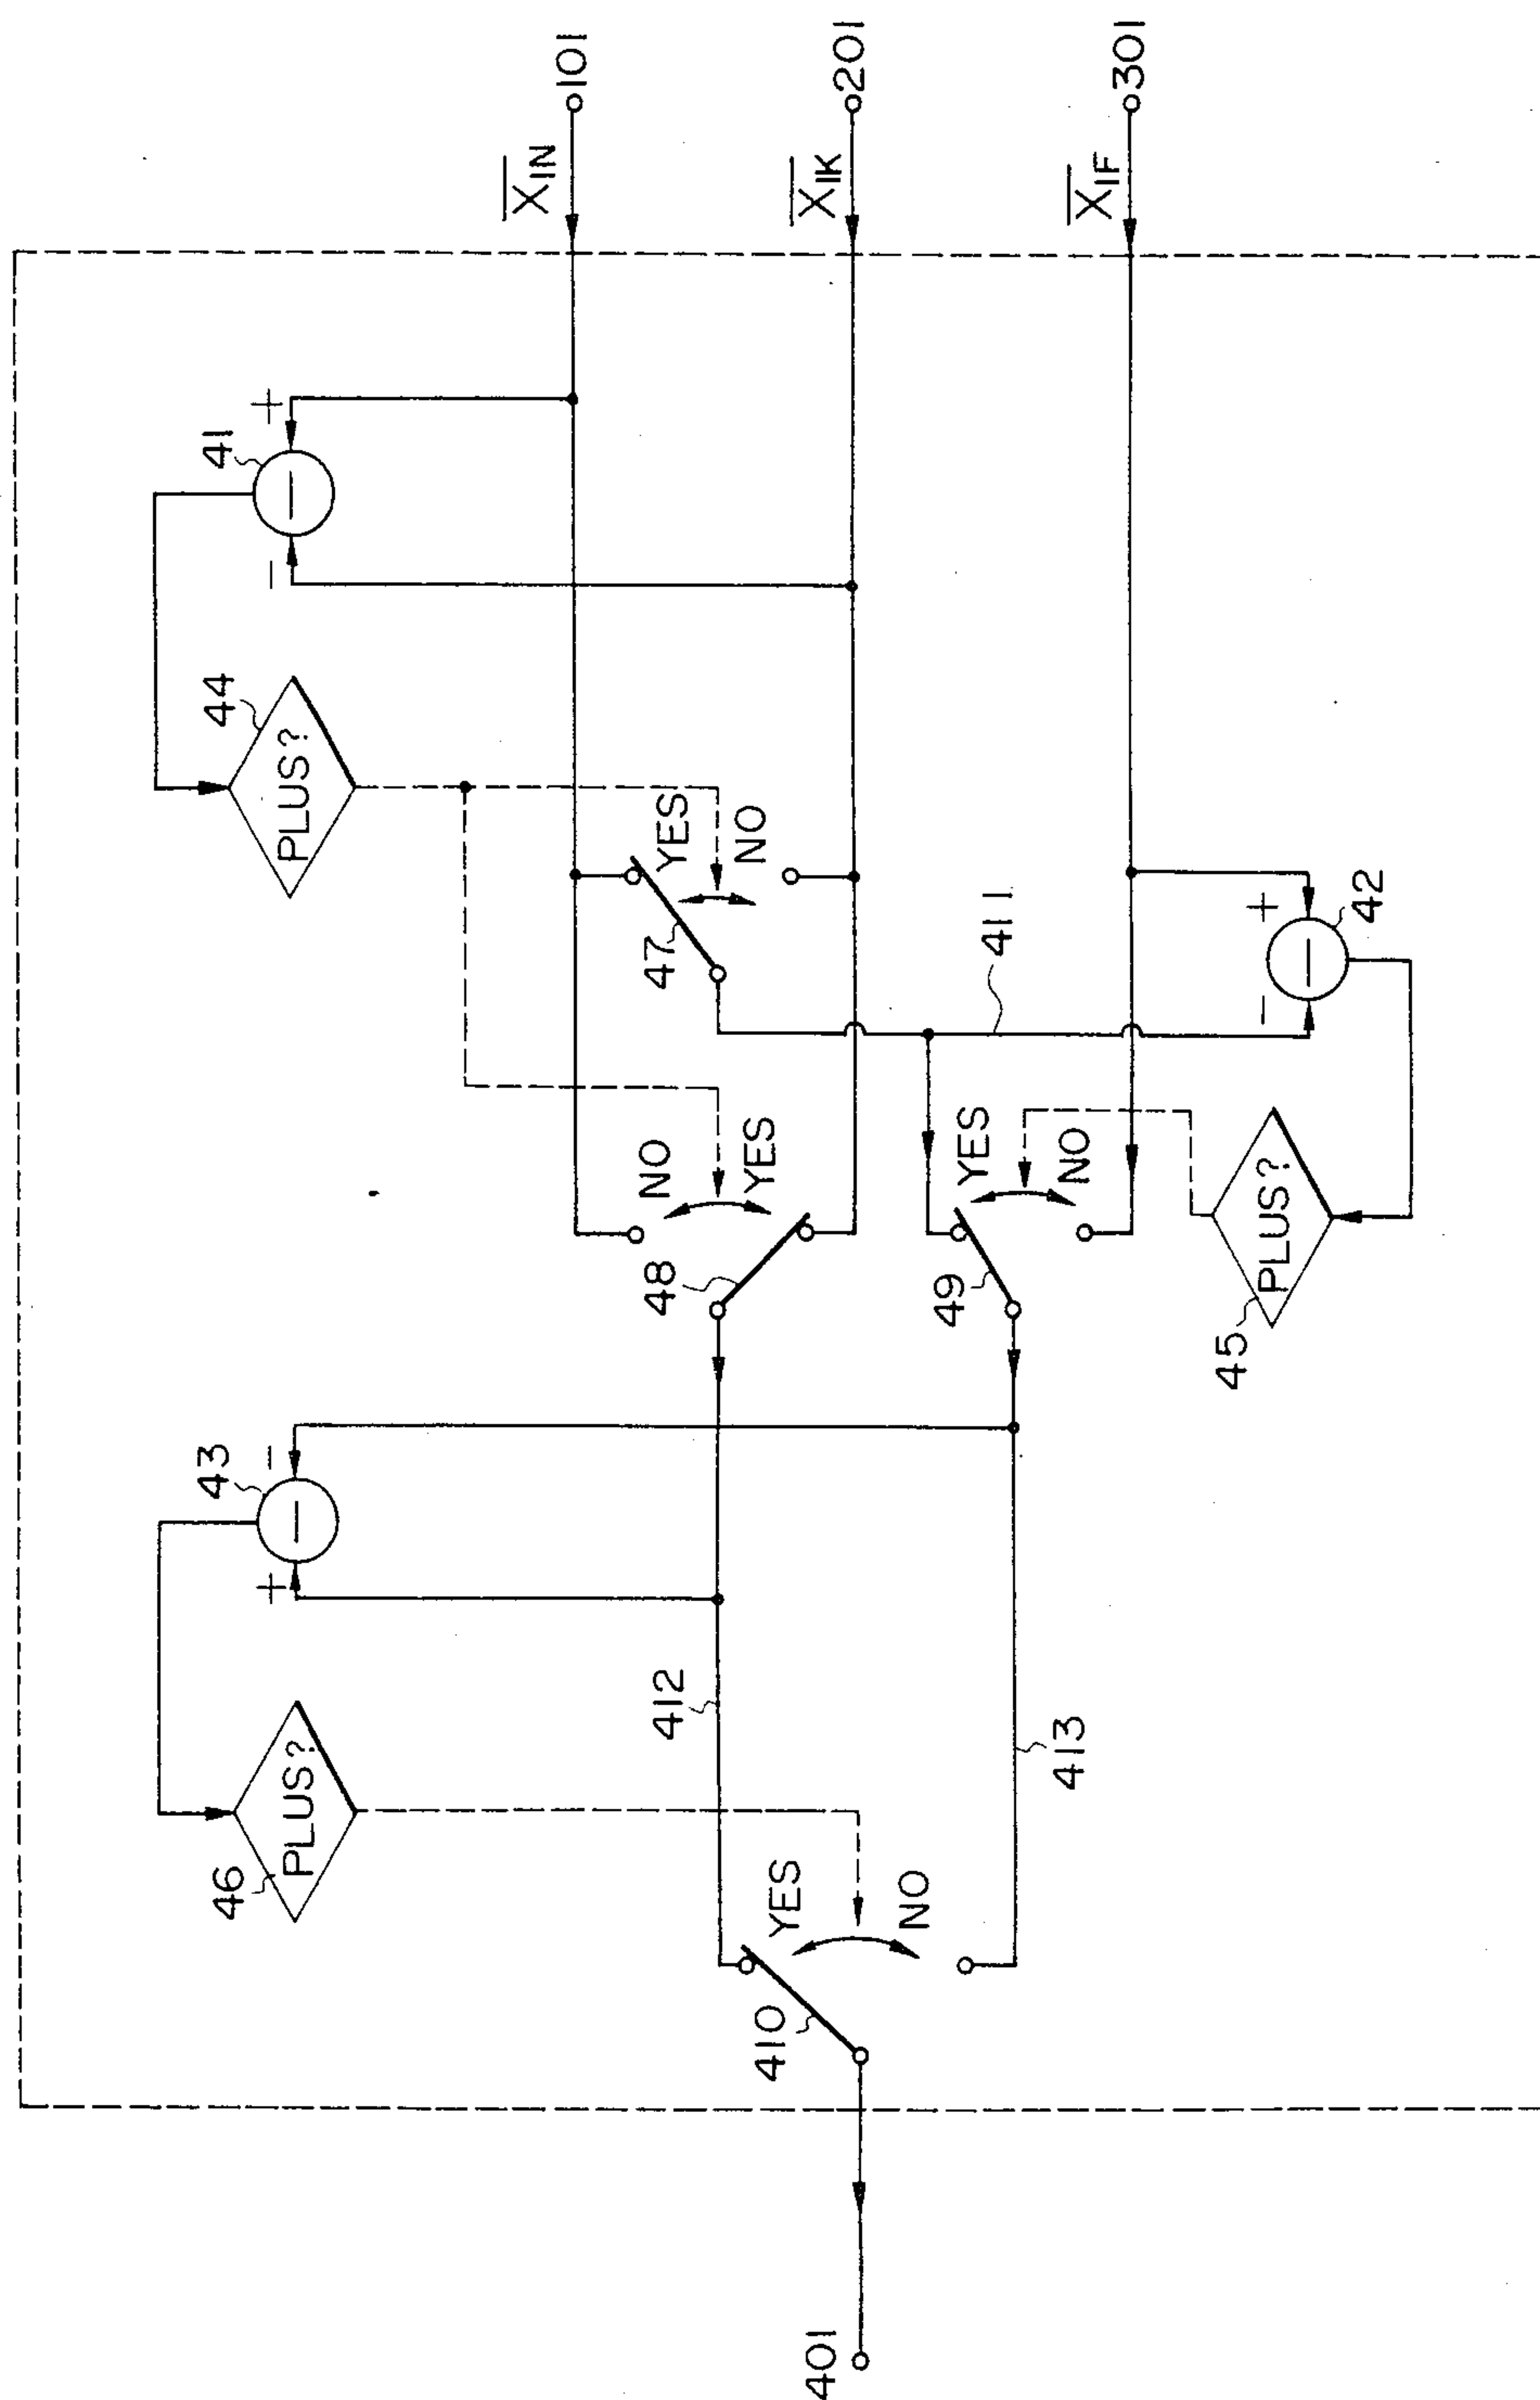 101
X̅IN
201
X̅IK
301
X̅IF
41
+
−
−
44
PLUS?
YES
NO
47
411
42
+
−
−
NO
YES
48
YES
NO
49
45
PLUS?
43
−
−
+
412
413
46
PLUS?
YES
NO
410
401